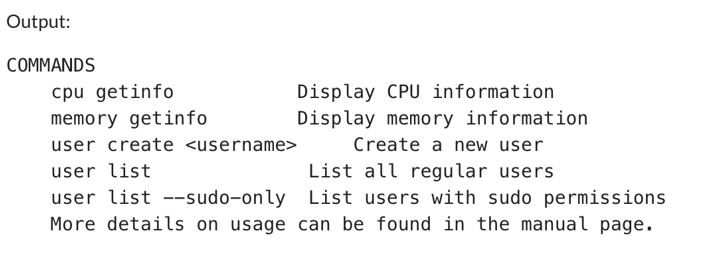 Output:
COMMANDS
    cpu getinfo           Display CPU information
    memory getinfo        Display memory information
    user create <username>     Create a new user
    user list              List all regular users
    user list --sudo-only  List users with sudo permissions
    More details on usage can be found in the manual page.